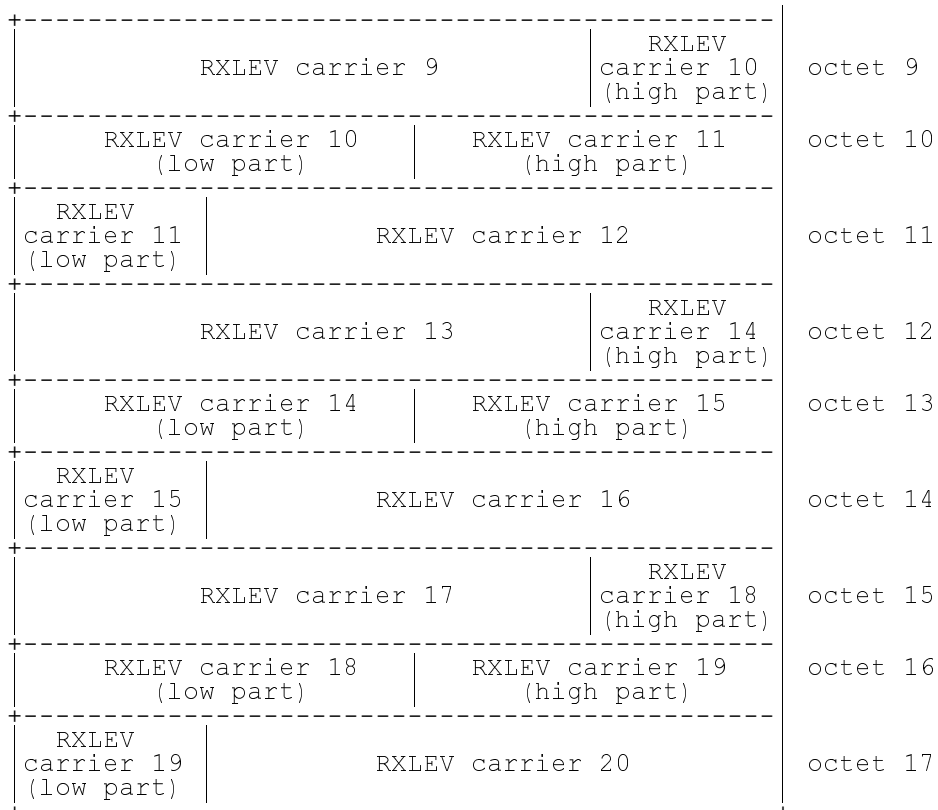 +-----------------------------------------------
RXLEV
RXLEV carrier 9 carrier 10 octet 9
(high part)
+-----------------------------------------------
RXLEV carrier 10 RXLEV carrier 11 octet 10
(low part) (high part)
+-----------------------------------------------
RXLEV
carrier 11 RXLEV carrier 12 octet 11
(low part)
+-----------------------------------------------
RXLEV
RXLEV carrier 13 carrier 14 octet 12
(high part)
+-----------------------------------------------
RXLEV carrier 14 RXLEV carrier 15 octet 13
(low part) (high part)
+-----------------------------------------------
RXLEV
carrier 15 RXLEV carrier 16 octet 14
(low part)
+-----------------------------------------------
RXLEV
RXLEV carrier 17 carrier 18 octet 15
(high part)
+-----------------------------------------------
RXLEV carrier 18 RXLEV carrier 19 octet 16
(low part) (high part)
+-----------------------------------------------
RXLEV
carrier 19 RXLEV carrier 20 octet 17
(low part)